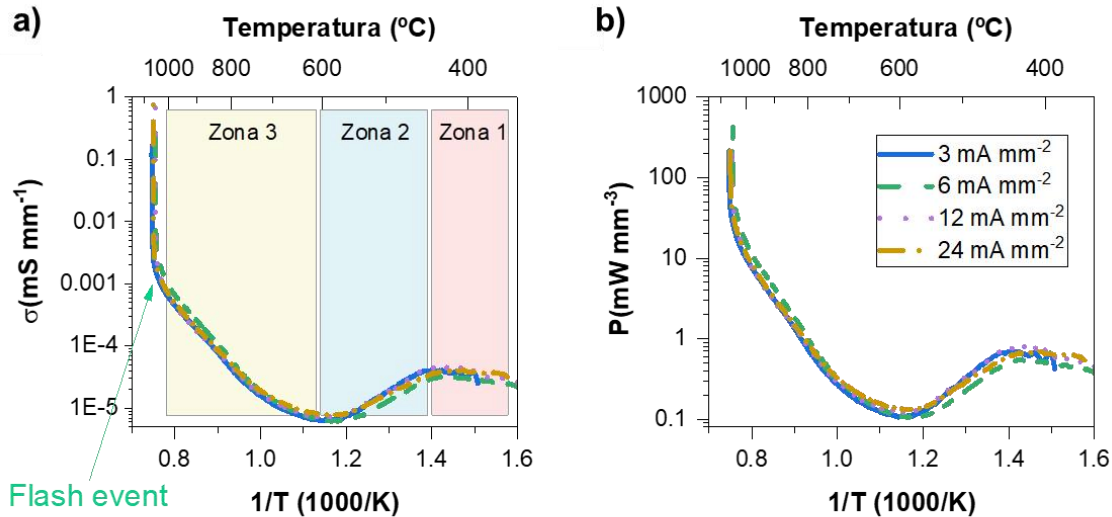 a)
Temperatura (ºC)
1000 800 600 400
1
0.1
0.01
0.001
1E-4
1E-5
σ(mS mm⁻¹)
Zona 3
Zona 2
Zona 1
0.8 1.0 1.2 1.4 1.6
1/T (1000/K)
Flash event
b)
Temperatura (ºC)
1000 800 600 400
1000
100
10
1
0.1
P(mW mm⁻³)
3 mA mm⁻²
6 mA mm⁻²
12 mA mm⁻²
24 mA mm⁻²
0.8 1.0 1.2 1.4 1.6
1/T (1000/K)